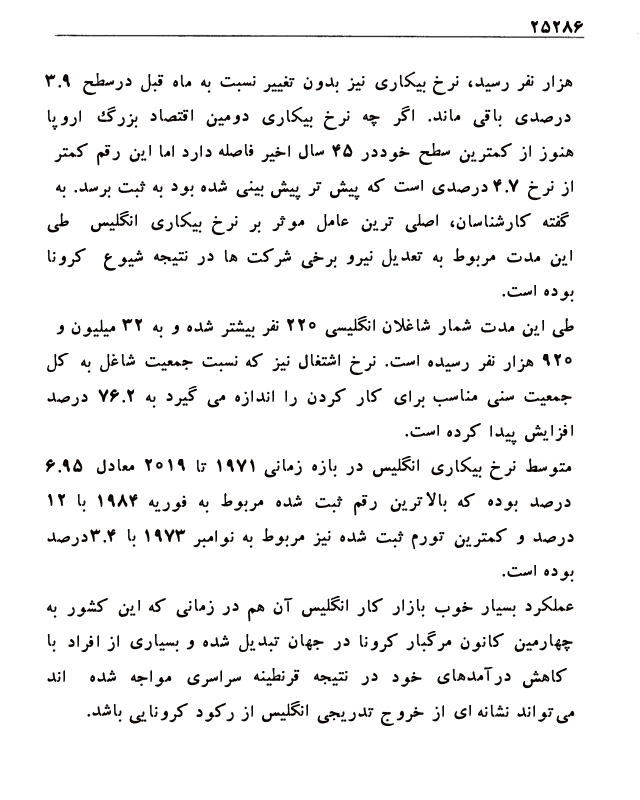 ۲۵۲۸۶
هزار نفر رسید، نرخ بیکاری نیز بدون تغییر نسبت به ماه قبل درسطح ۳.۹
درصدی باقی ماند. اگر چه نرخ بیکاری دومین اقتصاد بزرگ اروپا
هنوز از کمترین سطح خوددر ۴۵ سال اخیر فاصله دارد اما این رقم کمتر
از نرخ ۴.۷ درصدی است که پیش تر پیش بینی شده بود به ثبت برسد. به
گفته کارشناسان، اصلی ترین عامل موثر بر نرخ بیکاری انگلیس طی
این مدت مربوط به تعدیل نیرو برخی شرکت ها در نتیجه شیوع کرونا
بوده است.
طی این مدت شمار شاغلان انگلیسی ۲۲۰ نفر بیشتر شده و به ۳۲ میلیون و
۹۲۰ هزار نفر رسیده است. نرخ اشتغال نیز که نسبت جمعیت شاغل به کل
جمعیت سنی مناسب برای کار کردن را اندازه می گیرد به ۷۶.۲ درصد
افزایش پیدا کرده است.
متوسط نرخ بیکاری انگلیس در بازه زمانی ۱۹۷۱ تا ۲۰۱۹ معادل ۶.۹۵
درصد بوده که بالاترین رقم ثبت شده مربوط به فوریه ۱۹۸۴ با ۱۲
درصد و کمترین تورم ثبت شده نیز مربوط به نوامبر ۱۹۷۳ با ۳.۴درصد
بوده است.
عملکرد بسیار خوب بازار کار انگلیس آن هم در زمانی که این کشور به
چهارمین کانون مرگبار کرونا در جهان تبدیل شده و بسیاری از افراد با
کاهش درآمدهای خود در نتیجه قرنطینه سراسری مواجه شده اند
می‌تواند نشانه ای از خروج تدریجی انگلیس از رکود کرونایی باشد.